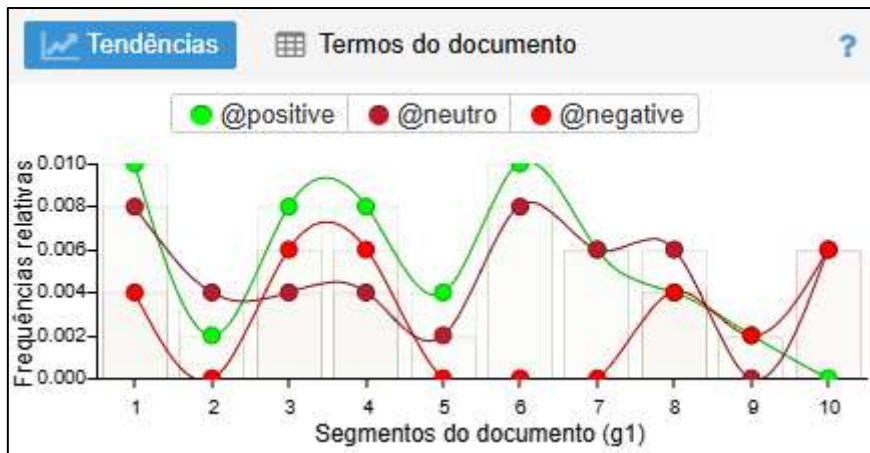 Tendências Termos do documento ?
@positive @neutro @negative
Frequências relativas
0.010
0.008
0.006
0.004
0.002
0.000
1 2 3 4 5 6 7 8 9 10
Segmentos do documento (g1)